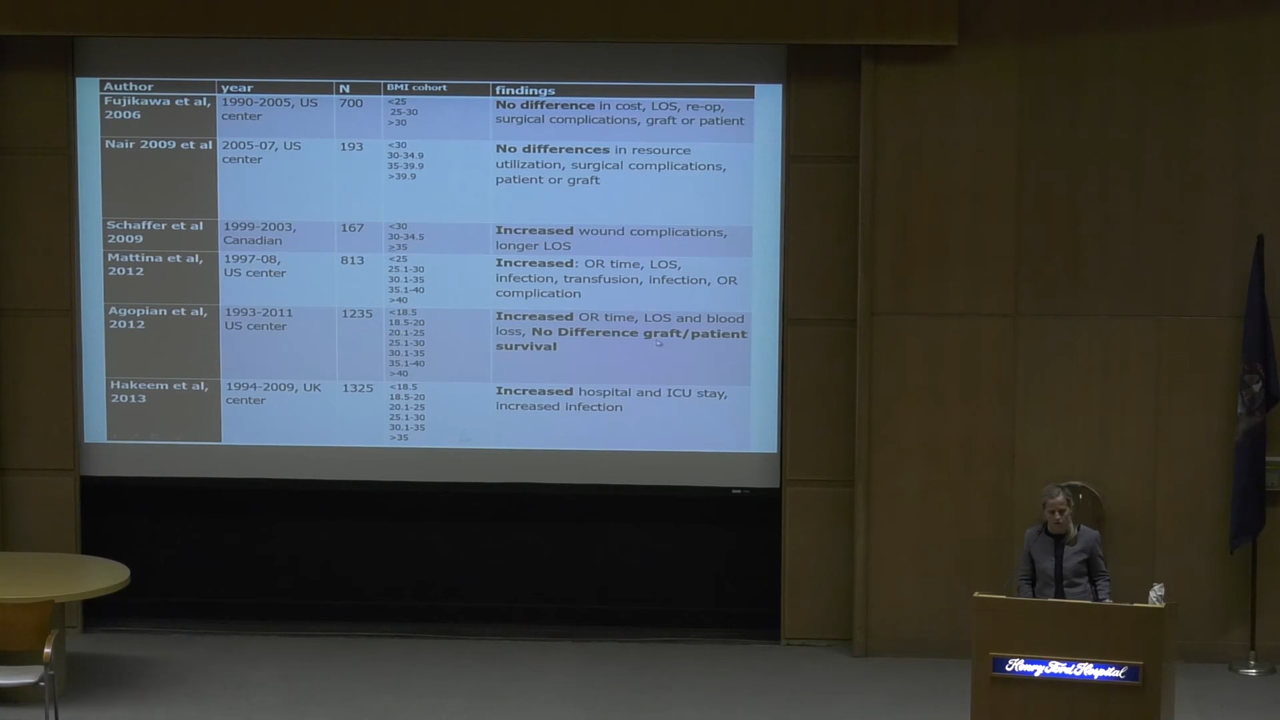 Author year N BMI cohort findings
Fujikawa et al, 2006
1990-2005, US center
700
<25
25-30
>30
No difference in cost, LOS, re-op,
surgical complications, graft or patient
Nair 2009 et al
2005-07, US center
193
<30
30-34.9
35-39.9
>39.9
No differences in resource
utilization, surgical complications,
patient or graft
Schaffer et al 2009
1999-2003, Canadian
167
<30
30-34.5
≥35
Increased wound complications,
longer LOS
Mattina et al, 2012
1997-08, US center
813
<25
25.1-30
30.1-35
35.1-40
>40
Increased: OR time, LOS,
infection, transfusion, infection, OR
complication
Agopian et al, 2012
1993-2011 US center
1235
<18.5
18.5-20
20.1-25
25.1-30
30.1-35
35.1-40
>40
Increased OR time, LOS and blood
loss, No Difference graft/patient
survival
Hakeem et al, 2013
1994-2009, UK center
1325
<18.5
18.5-20
20.1-25
25.1-30
30.1-35
>35
Increased hospital and ICU stay,
increased infection
Henry Ford Hospital